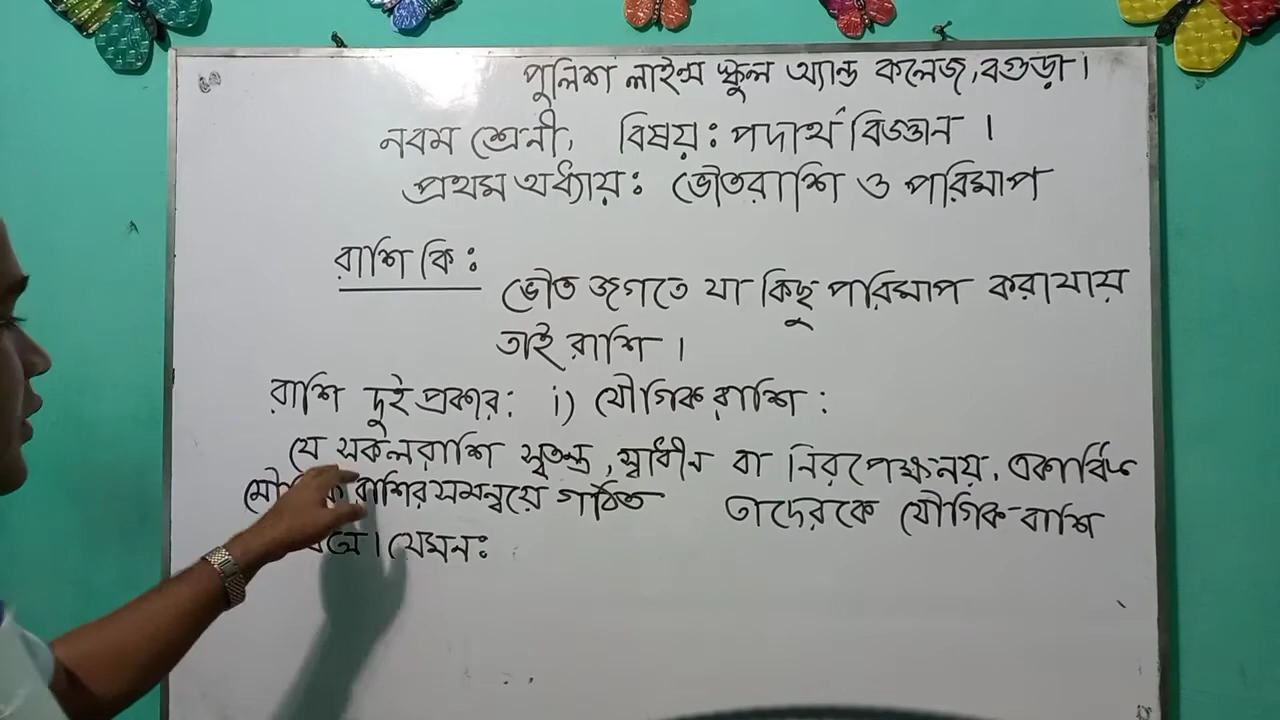 পুলিশ লাইন্স স্কুল অ্যান্ড কলেজ, বগুড়া।
নবম শ্রেনী, বিষয়ঃ পদার্থ বিজ্ঞান ।
প্রথম অধ্যায়ঃ ভৌতরাশি ও পরিমাপ
রাশি কিঃ
ভৌত জগতে যা কিছু পরিমাপ করা যায়
তাই রাশি ।
রাশি দুই প্রকার: i) যৌগিক রাশি :
যে সকল রাশি স্বতন্ত্র, স্বাধীন বা নিরপেক্ষ নয়, একাধিক
রাশির সমন্বয়ে গঠিত তাদেরকে যৌগিক রাশি
যেমনঃ